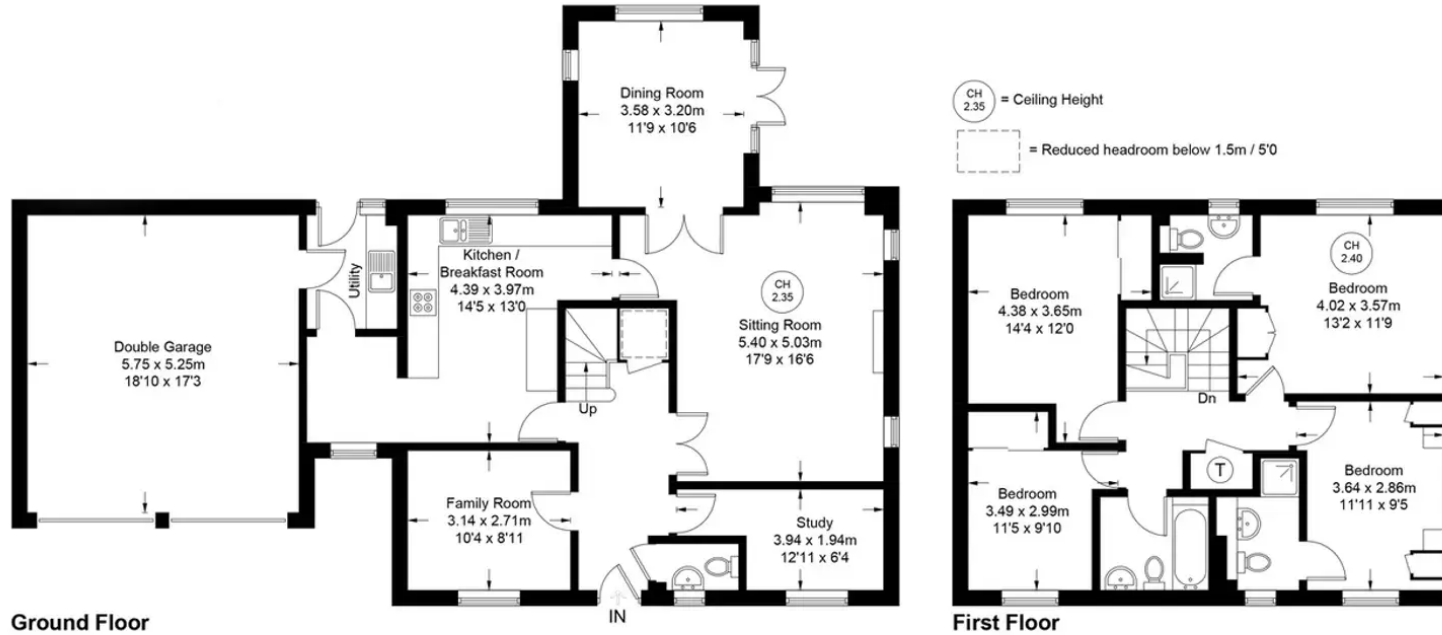 Dining Room
3.58 x 3.20m
11'9 x 10'6
CH
2.35
= Ceiling Height
= Reduced headroom below 1.5m / 5'0
Utility
Kitchen /
Breakfast Room
4.39 x 3.97m
14'5 x 13'0
CH
2.35
Sitting Room
5.40 x 5.03m
17'9 x 16'6
Double Garage
5.75 x 5.25m
18'10 x 17'3
Up
Family Room
3.14 x 2.71m
10'4 x 8'11
Study
3.94 x 1.94m
12'11 x 6'4
IN
Ground Floor
Bedroom
4.38 x 3.65m
14'4 x 12'0
CH
2.40
Bedroom
4.02 x 3.57m
13'2 x 11'9
Dn
T
Bedroom
3.49 x 2.99m
11'5 x 9'10
Bedroom
3.64 x 2.86m
11'11 x 9'5
First Floor